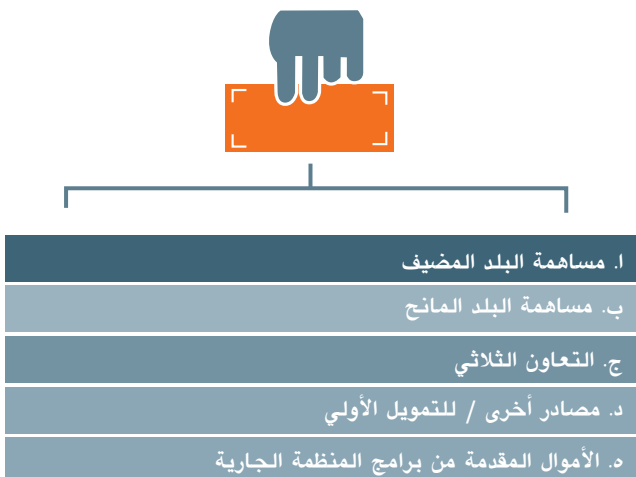 ا. مساهمة البلد المضيف
ب. مساهمة البلد المانح
ج. التعاون الثلاثي
د. مصادر أخرى / للتمويل الأولي
ه. الأموال المقدمة من برامج المنظمة الجارية